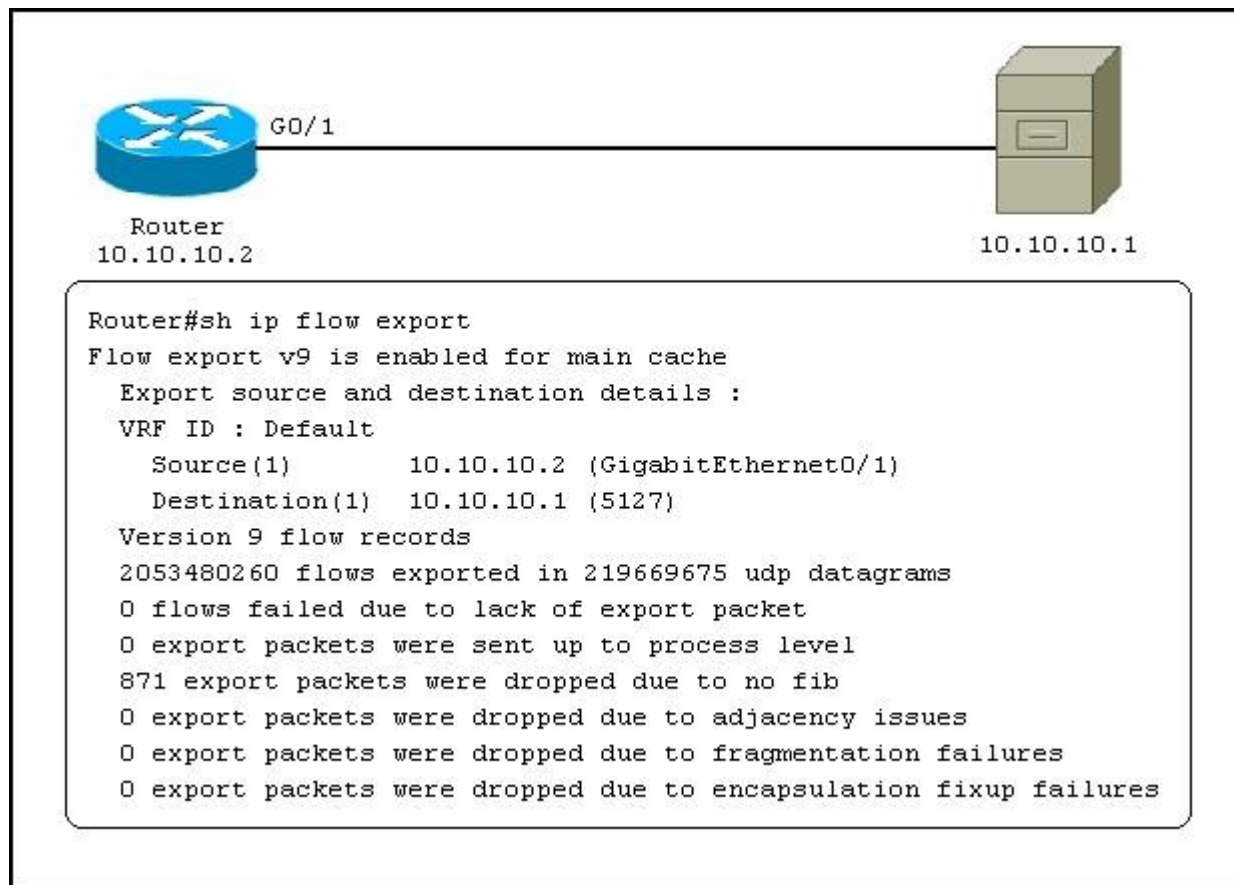 G0/1
Router
10.10.10.2
10.10.10.1
Router#sh ip flow export
Flow export v9 is enabled for main cache
Export source and destination details :
VRF ID : Default
Source(1) 10.10.10.2 (GigabitEthernet0/1)
Destination(1) 10.10.10.1 (5127)
Version 9 flow records
2053480260 flows exported in 219669675 udp datagrams
0 flows failed due to lack of export packet
0 export packets were sent up to process level
871 export packets were dropped due to no fib
0 export packets were dropped due to adjacency issues
0 export packets were dropped due to fragmentation failures
0 export packets were dropped due to encapsulation fixup failures